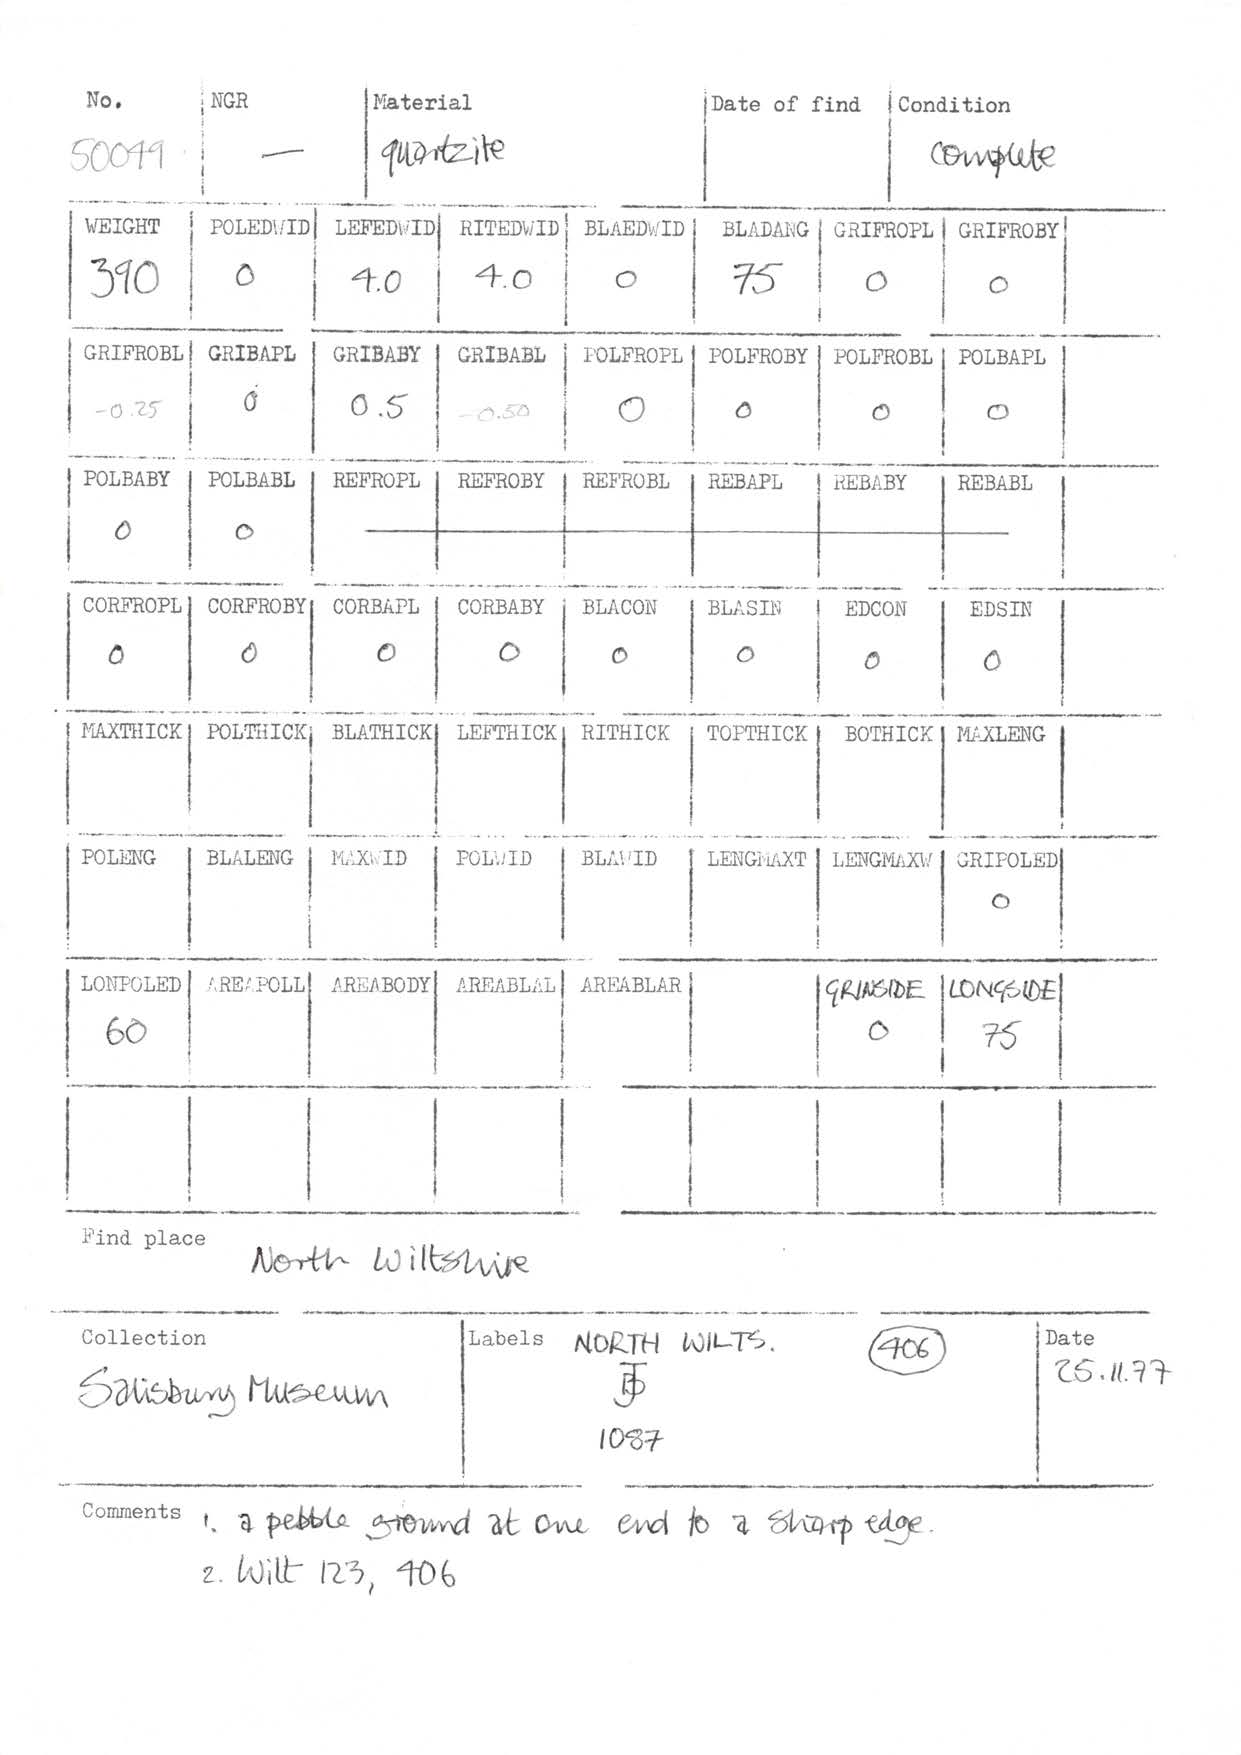 No. NGR Material Date of find Condition
50049 — quartzite complete
WEIGHT POLEDWID LEFEDWID RITEDWID BLAEDWID BLADANG GRIFROPL GRIFROBY
390 0 4.0 4.0 0 75 0 0
GRIFROBL GRIBAPL GRIBABY GRIBABL POLFROPL POLFROBY POLFROBL POLBAPL
-0.25 0 0.5 -0.50 0 0 0 0
POLBABY POLBABL REFROPL REFROBY REFROBL REBAPL REBABY REBABL
0 0
CORFROPL CORFROBY CORBAPL CORBABY BLACON BLASIN EDCON EDSIN
0 0 0 0 0 0 0 0
MAXTHICK POLTHICK BLATHICK LEFTHICK RITHICK TOPTHICK BOTHICK MAXLENG
POLENG BLALENG MAXWID POLWID BLAWID LENGMAXT LENGMAXW GRIPOLED
0
LONPOLED AREAPOLL AREABODY AREABLAL AREABLAR GRINSIDE LONGSIDE
60 0 75
Find place
North Wiltshire
Collection Labels NORTH WILTS. 406 Date
Salisbury Museum 25.11.77
1087
Comments 1. a pebble ground at one end to a sharp edge.
2. Wilt 123, 406